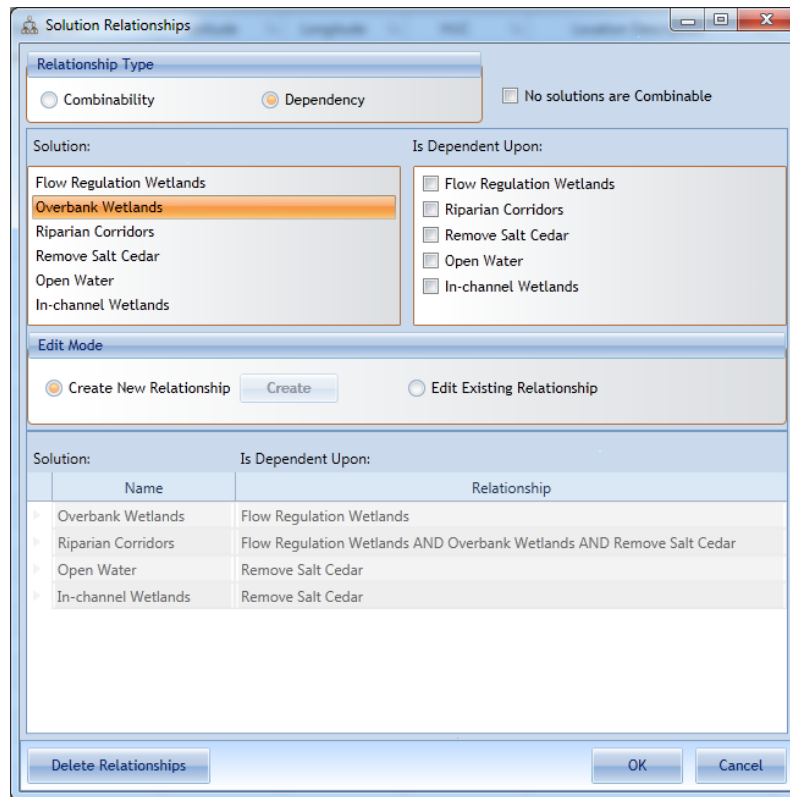 Solution Relationships
Relationship Type
Combinability Dependency
No solutions are Combinable
Solution: Is Dependent Upon:
Flow Regulation Wetlands
Overbank Wetlands
Riparian Corridors
Remove Salt Cedar
Open Water
In-channel Wetlands
Flow Regulation Wetlands
Riparian Corridors
Remove Salt Cedar
Open Water
In-channel Wetlands
Edit Mode
Create New Relationship Create Edit Existing Relationship
Solution: Is Dependent Upon:
Name Relationship
Overbank Wetlands Flow Regulation Wetlands
Riparian Corridors Flow Regulation Wetlands AND Overbank Wetlands AND Remove Salt Cedar
Open Water Remove Salt Cedar
In-channel Wetlands Remove Salt Cedar
Delete Relationships OK Cancel